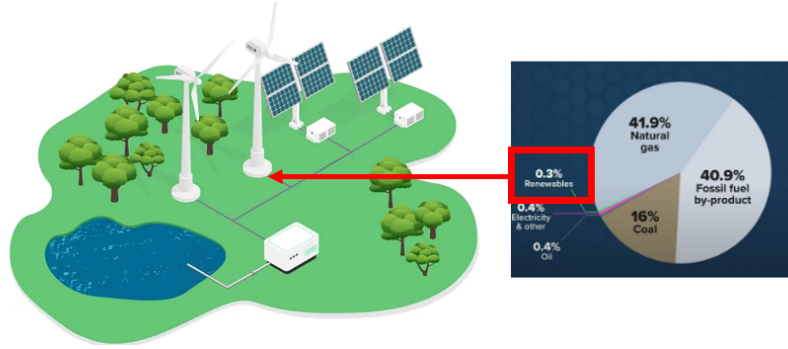 41.9%
Natural
gas
40.9%
Fossil fuel
by-product
0.3%
Renewables
0.4%
Electricity
& other
16%
Coal
0.4%
Oil